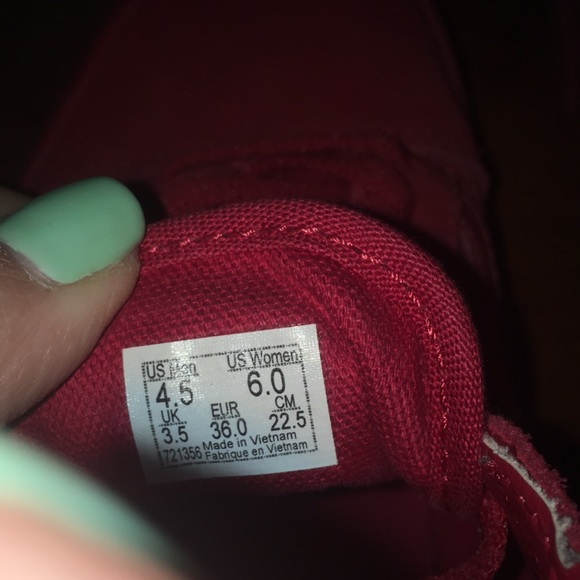 US Men US Women
4.5 6.0
UK EUR CM
3.5 36.0 22.5
721356 Made in Vietnam
Fabrique en Vietnam